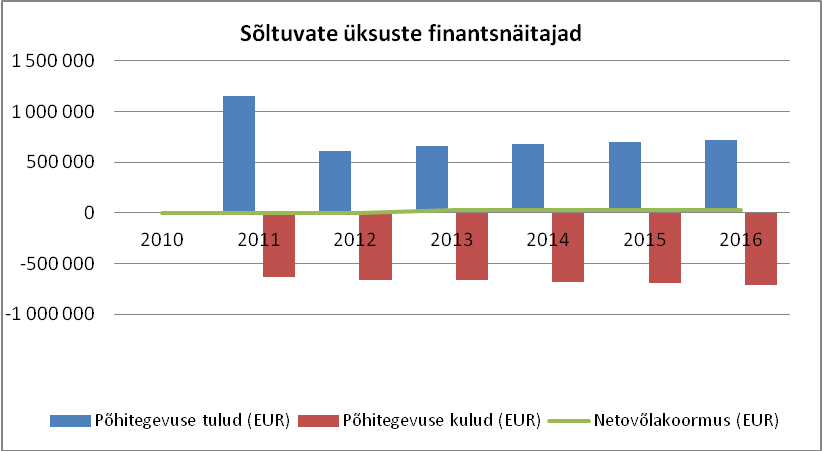 Sõltuvate üksuste finantsnäitajad
1 500 000
1 000 000
500 000
0
2010 2011 2012 2013 2014 2015 2016
-500 000
-1 000 000
Põhitegevuse tulud (EUR) Põhitegevuse kulud (EUR) Netovõlakoormus (EUR)